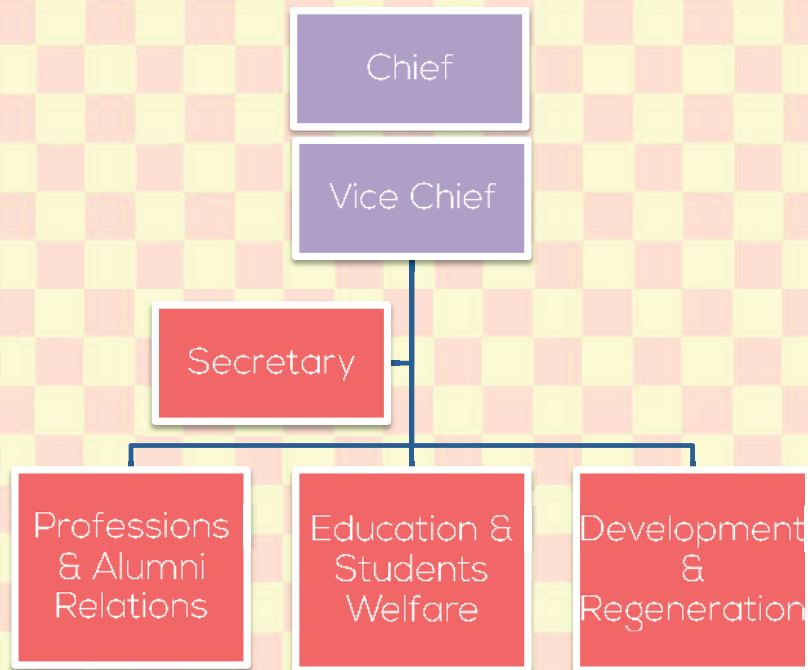 Chief
Vice Chief
Secretary
Professions
& Alumni
Relations
Education &
Students
Welfare
Development
&
Regeneration